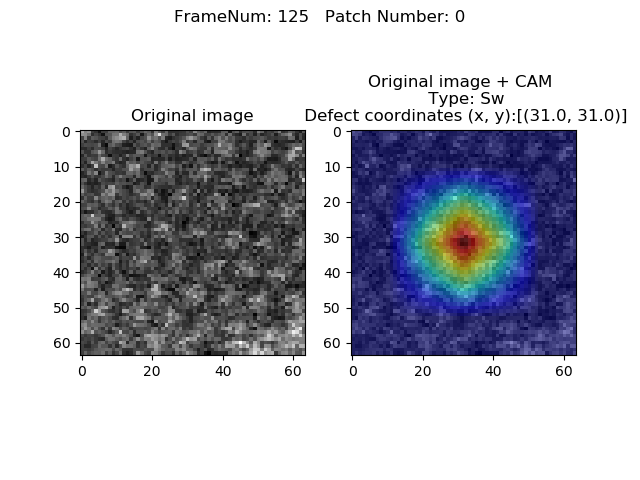 FrameNum: 125   Patch Number: 0
Original image
Original image + CAM
Type: Sw
Defect coordinates (x, y):[(31.0, 31.0)]
0
10
20
30
40
50
60
0 20 40 60
0
10
20
30
40
50
60
0 20 40 60